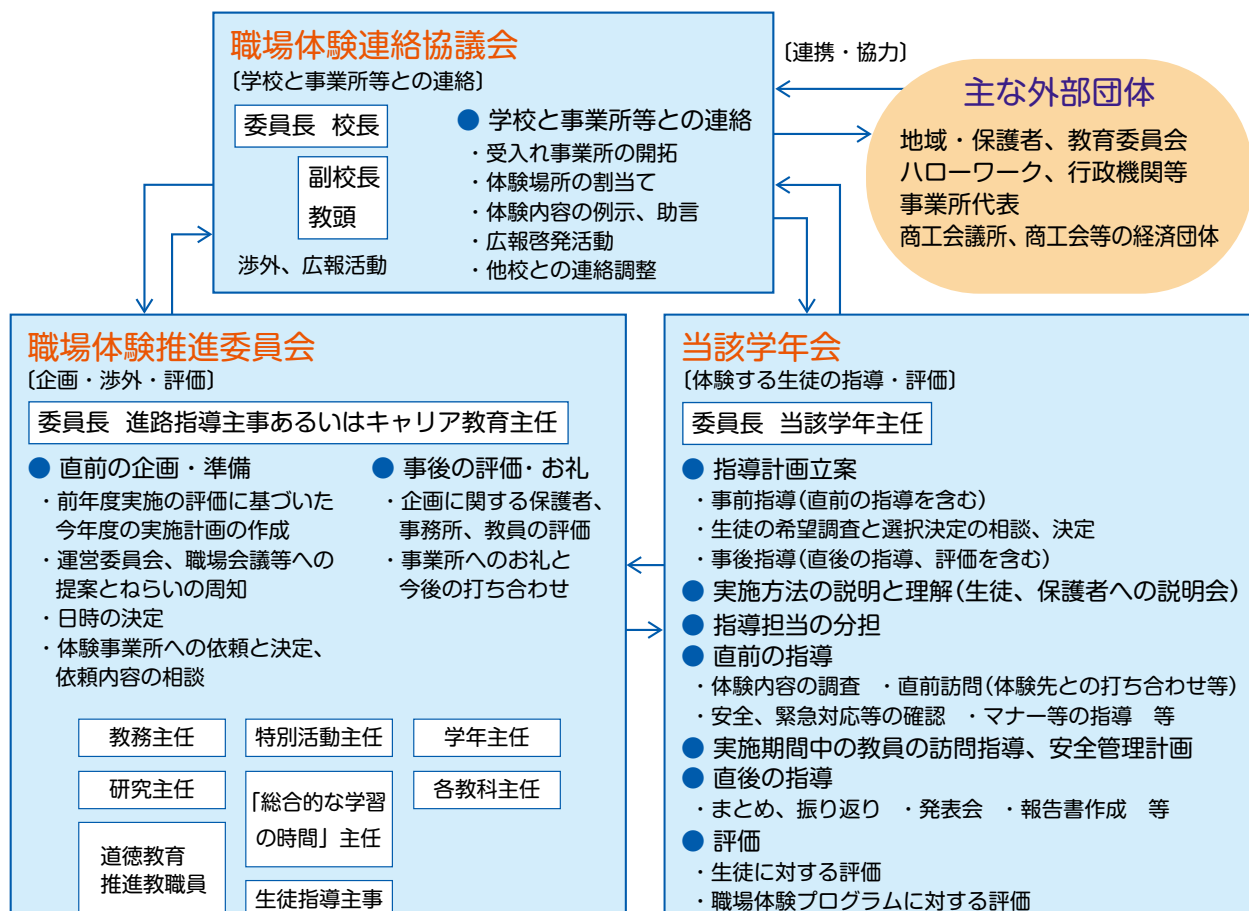 職場体験連絡協議会
〔学校と事業所等との連絡〕
委員長 校長
副校長
教頭
渉外、広報活動
● 学校と事業所等との連絡
・受入れ事業所の開拓
・体験場所の割当て
・体験内容の例示、助言
・広報啓発活動
・他校との連絡調整
〔連携・協力〕
主な外部団体
地域・保護者、教育委員会
ハローワーク、行政機関等
事業所代表
商工会議所、商工会等の経済団体
職場体験推進委員会
〔企画・渉外・評価〕
委員長 進路指導主事あるいはキャリア教育主任
● 直前の企画・準備
・前年度実施の評価に基づいた
今年度の実施計画の作成
・運営委員会、職場会議等への
提案とねらいの周知
・日時の決定
・体験事業所への依頼と決定、
依頼内容の相談
● 事後の評価・お礼
・企画に関する保護者、
事務所、教員の評価
・事業所へのお礼と
今後の打ち合わせ
教務主任
特別活動主任
学年主任
研究主任
「総合的な学習
の時間」主任
各教科主任
道徳教育
推進教職員
生徒指導主事
当該学年会
〔体験する生徒の指導・評価〕
委員長 当該学年主任
● 指導計画立案
・事前指導(直前の指導を含む)
・生徒の希望調査と選択決定の相談、決定
・事後指導(直後の指導、評価を含む)
● 実施方法の説明と理解(生徒、保護者への説明会)
● 指導担当の分担
● 直前の指導
・体験内容の調査 ・直前訪問(体験先との打ち合わせ等)
・安全、緊急対応等の確認 ・マナー等の指導 等
● 実施期間中の教員の訪問指導、安全管理計画
● 直後の指導
・まとめ、振り返り ・発表会 ・報告書作成 等
● 評価
・生徒に対する評価
・職場体験プログラムに対する評価